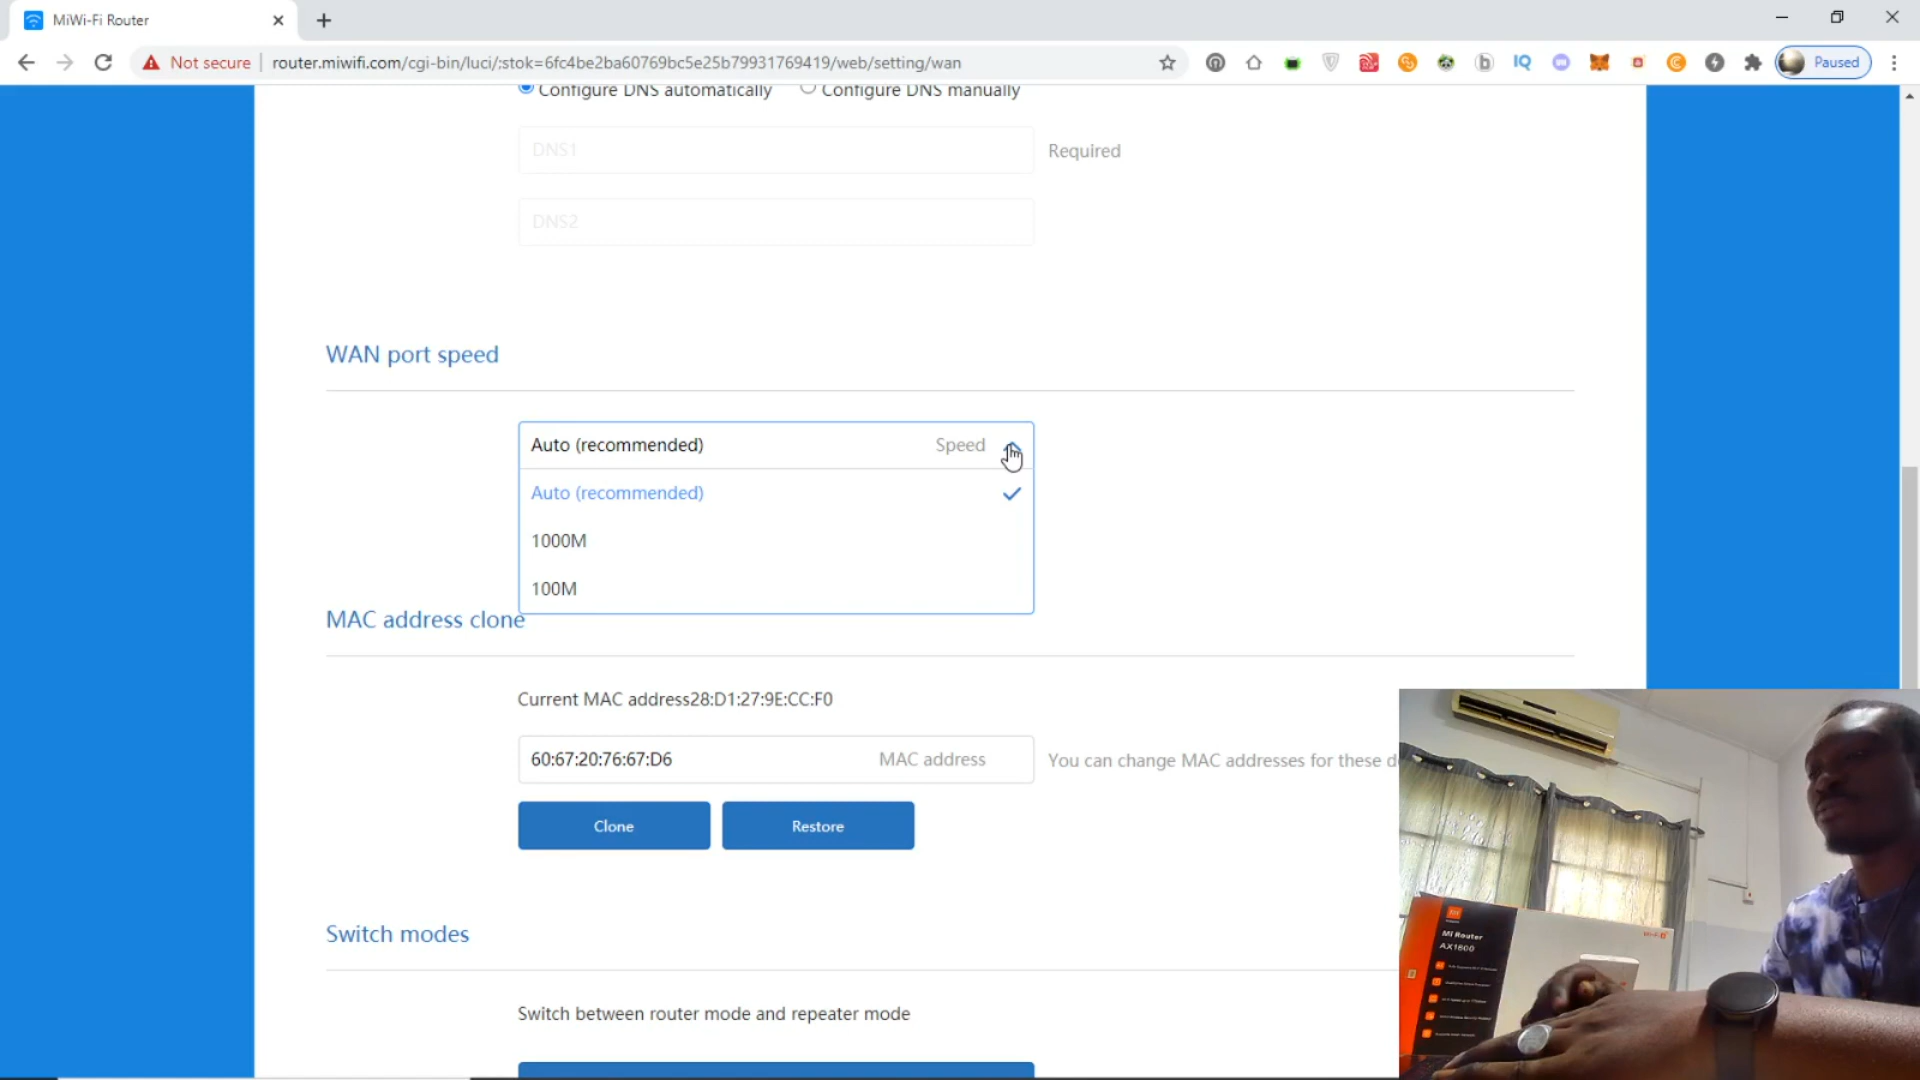 MiWi-Fi Router
Not secure
router.miwifi.com/cgi-bin/luci/;stok=6fc4be2ba60769bc5e25b79931769419/web/setting/wan
Paused
Configure DNS automatically
Configure DNS manually
DNS1
Required
DNS2
WAN port speed
Auto (recommended)
Speed
Auto (recommended)
1000M
100M
MAC address clone
Current MAC address28:D1:27:9E:CC:F0
60:67:20:76:67:D6
MAC address
You can change MAC addresses for these d
Clone
Restore
Switch modes
Switch between router mode and repeater mode
Mi Router
AX1800